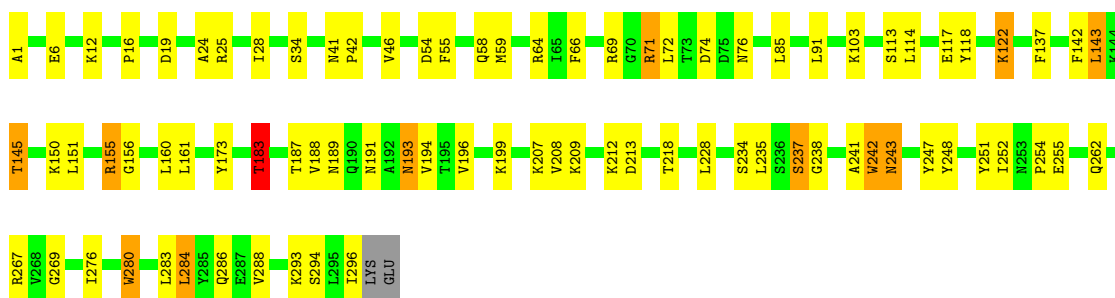 A1 E6 K12 P16 D19 A24 R25 I28 S34 N41 P42 V46 D54 F55 Q58 M59 R64 I65 F66 R69 G70 R71 L72 T73 D74 D75 N76 L85 L91 K103 S113 L114 E117 Y118 K122 F137 F142 L143 K144
T145 K150 L151 R155 G156 L160 L161 Y173 T183 T187 V188 N189 Q190 N191 A192 N193 V194 T195 V196 K199 K207 V208 K209 K212 D213 T218 L228 S234 L235 S236 S237 G238 A241 W242 N243 Y247 Y248 Y251 I252 N253 P254 E255 Q262
R267 V268 G269 I276 W280 L283 L284 Y285 Q286 E287 V288 K293 S294 L295 I296 LYS GLU